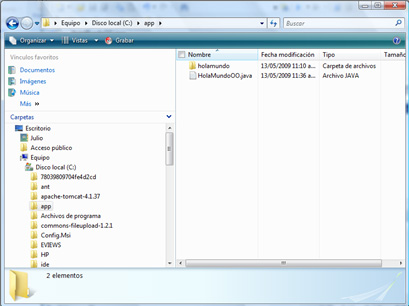 Equipo ▸ Disco local (C:) ▸ app ▸
Buscar
Organizar Vistas Grabar
Vínculos favoritos
Documentos
Imágenes
Música
Más »
Carpetas
Escritorio
Julio
Acceso público
Equipo
Disco local (C:)
78039809704fe4d2cd
ant
apache-tomcat-4.1.37
app
Archivos de programa
commons-fileupload-1.2.1
Config.Msi
EVIEWS
HP
ide
Nombre Fecha modificación Tipo Tamaño
holamundo 13/05/2009 11:10 a... Carpeta de archivos
HolaMundoOO.java 13/05/2009 11:36 a... Archivo JAVA
2 elementos